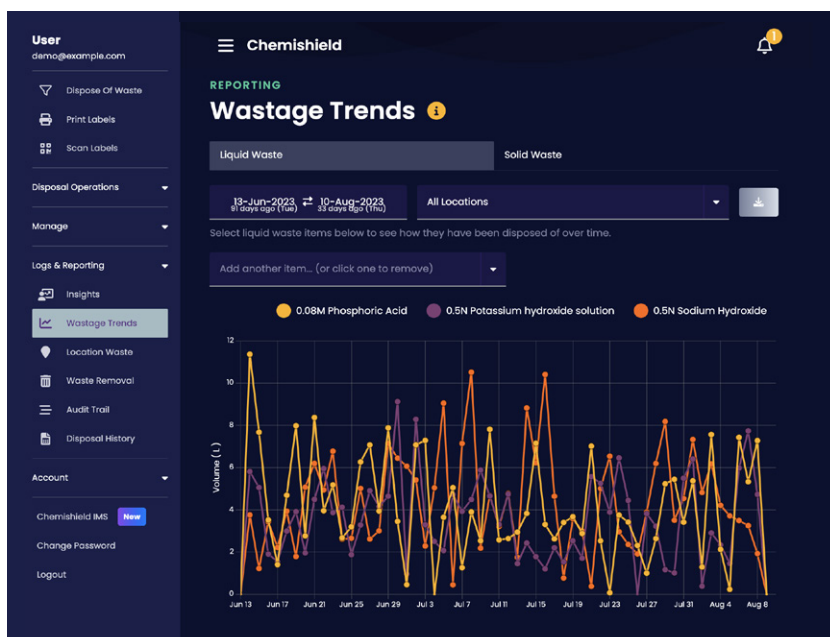 User
demo@example.com
Dispose Of Waste
Print Labels
Scan Labels
Disposal Operations
Manage
Logs & Reporting
Insights
Wastage Trends
Location Waste
Waste Removal
Audit Trail
Disposal History
Account
Chemishield IMS New
Change Password
Logout
Chemishield
1
REPORTING
Wastage Trends
Liquid Waste Solid Waste
13-Jun-2023 10-Aug-2023 All Locations
91 days ago (Tue) 33 days ago (Thu)
Select liquid waste items below to see how they have been disposed of over time.
Add another item... (or click one to remove)
0.08M Phosphoric Acid 0.5N Potassium hydroxide solution 0.5N Sodium Hydroxide
12
10
8
6
4
2
0
Volume (L)
Jun 13 Jun 17 Jun 21 Jun 25 Jun 29 Jul 3 Jul 7 Jul 11 Jul 15 Jul 19 Jul 23 Jul 27 Jul 31 Aug 4 Aug 8